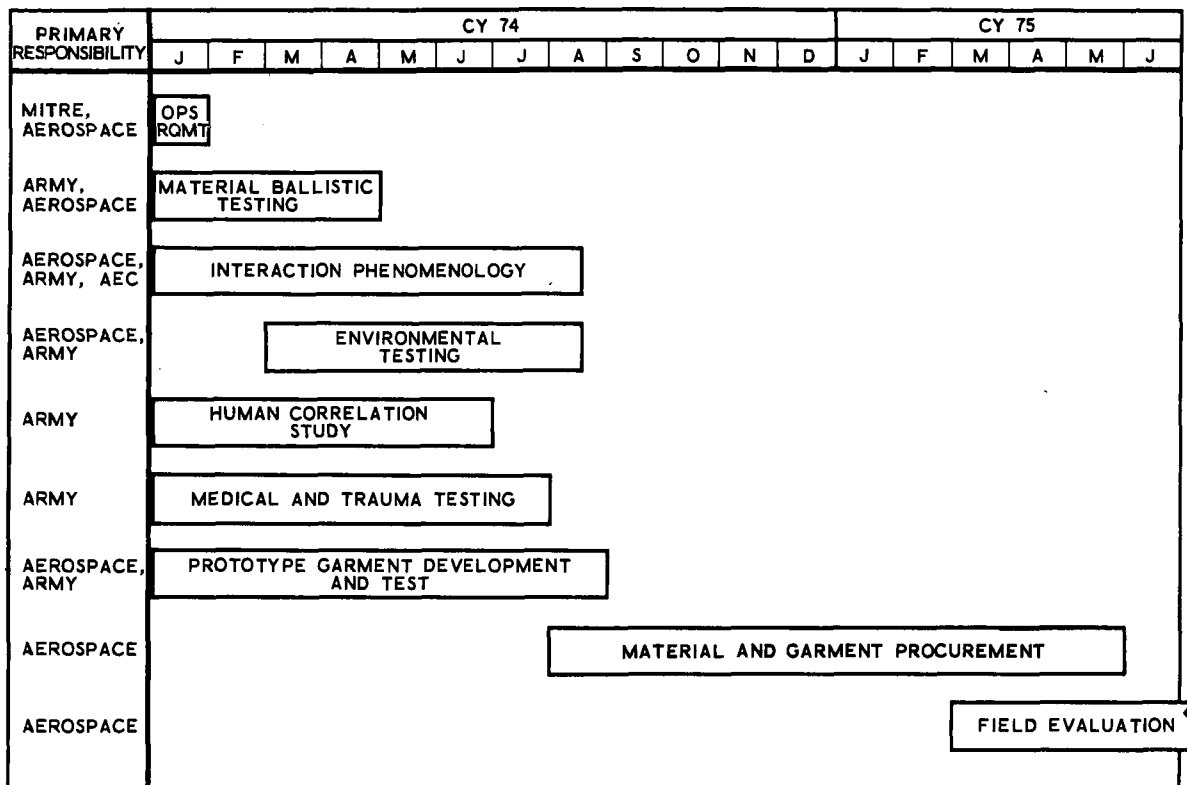 PRIMARY RESPONSIBILITY CY 74 CY 75
J F M A M J J A S O N D J F M A M J
MITRE, AEROSPACE
OPS RQMT
ARMY, AEROSPACE
MATERIAL BALLISTIC
TESTING
AEROSPACE, ARMY, AEC
INTERACTION PHENOMENOLOGY
AEROSPACE, ARMY
ENVIRONMENTAL
TESTING
ARMY
HUMAN CORRELATION
STUDY
ARMY
MEDICAL AND TRAUMA TESTING
AEROSPACE, ARMY
PROTOTYPE GARMENT DEVELOPMENT
AND TEST
AEROSPACE
MATERIAL AND GARMENT PROCUREMENT
AEROSPACE
FIELD EVALUATION